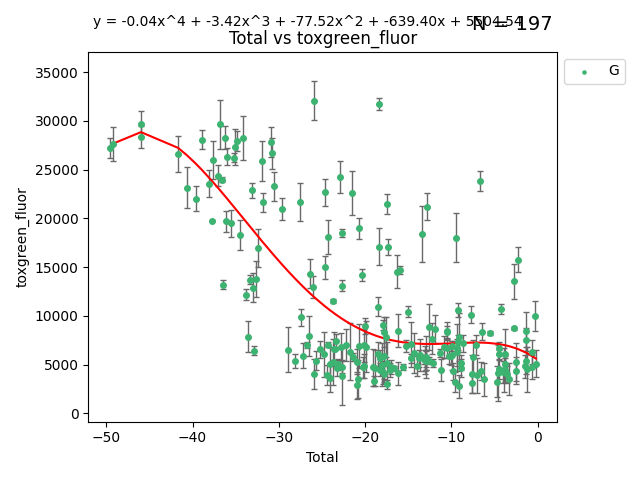 y = -0.04x^4 + -3.42x^3 + -77.52x^2 + -639.40x + 5504.54
N = 197
Total vs toxgreen_fluor
G
35000
30000
25000
20000
15000
10000
5000
0
toxgreen_fluor
−50 −40 −30 −20 −10 0
Total